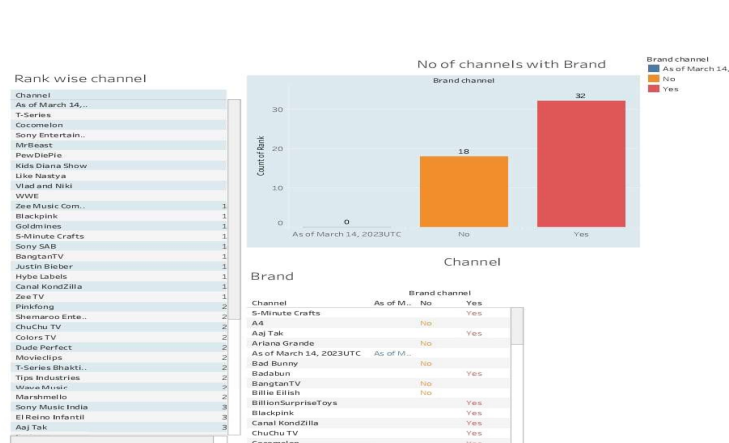 No of channels with Brand
Brand channel
As of March 14,
No
Yes
Rank wise channel
Channel
As of March 14,..
T-Series
Cocomelon
Sony Entertain..
MrBeast
PewDiePie
Kids Diana Show
Like Nastya
Vlad and Niki
WWE
Zee Music Com.. 1
Blackpink 1
Goldmines 1
5-Minute Crafts 1
Sony SAB 1
BangtanTV 1
Justin Bieber 1
Hybe Labels 1
Canal KondZilla 1
Zee TV 1
Pinkfong 2
Shemaroo Ente.. 2
ChuChu TV 2
Colors TV 2
Dude Perfect 2
Movieclips 2
T-Series Bhakti.. 2
Tips Industries 2
Wave Music 2
Marshmello 2
Sony Music India 3
El Reino Infantil 3
Aaj Tak 3
Brand channel
Count of Rank
30
20
10
0
0
18
32
As of March 14, 2023UTC
No
Yes
Channel
Brand
Brand channel
Channel As of M.. No Yes
5-Minute Crafts Yes
A4 No
Aaj Tak Yes
Ariana Grande No
As of March 14, 2023UTC As of M..
Bad Bunny No
Badabun Yes
BangtanTV No
Billie Eilish No
BillionSurpriseToys Yes
Blackpink Yes
Canal KondZilla Yes
ChuChu TV Yes